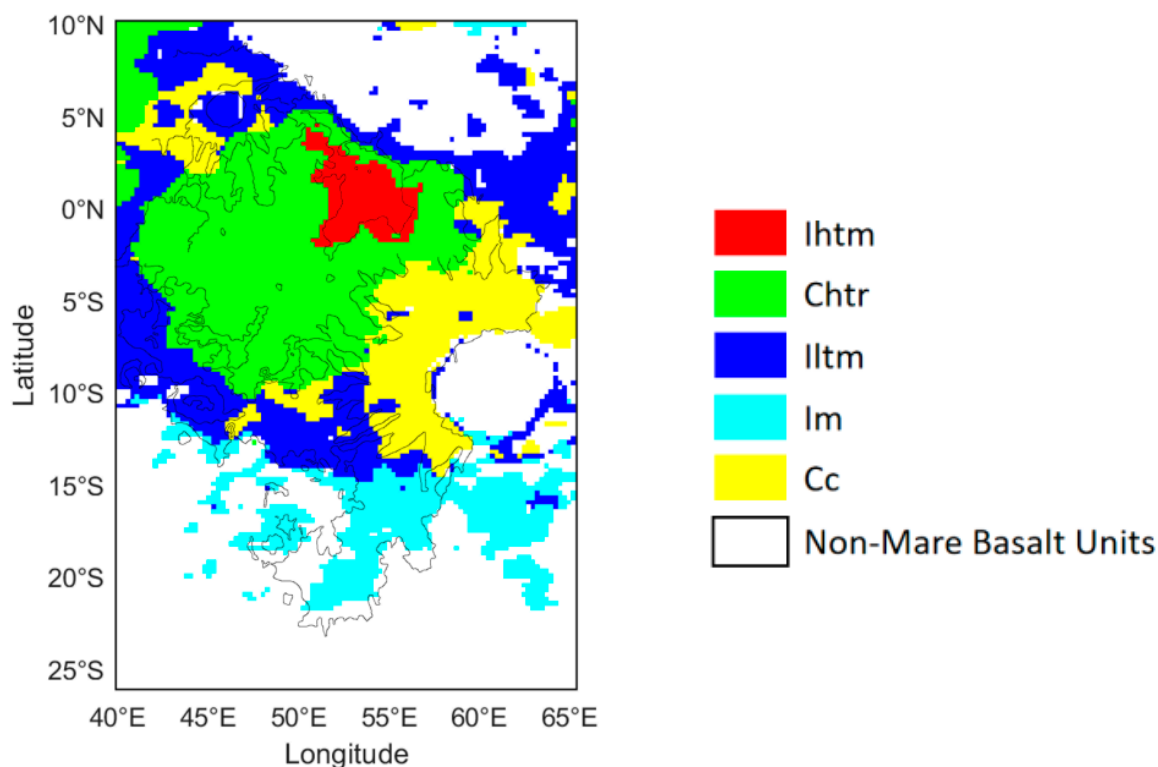 10°N
5°N
0°N
5°S
10°S
15°S
20°S
25°S
Latitude
40°E 45°E 50°E 55°E 60°E 65°E
Longitude
Ihtm
Chtr
Iltm
Im
Cc
Non-Mare Basalt Units